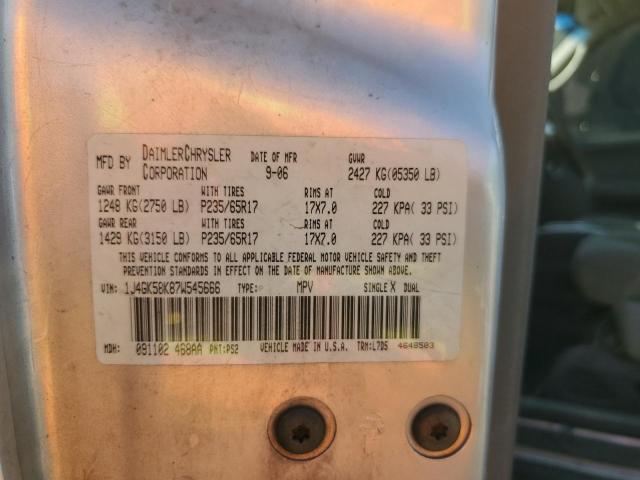 MFD BY DAIMLERCHRYSLER CORPORATION DATE OF MFR 9-06 GVWR 2427 KG(05350 LB)
GAWR FRONT WITH TIRES RIMS AT COLD
1248 KG(2750 LB) P235/65R17 17X7.0 227 KPA( 33 PSI)
GAWR REAR WITH TIRES RIMS AT COLD
1429 KG(3150 LB) P235/65R17 17X7.0 227 KPA( 33 PSI)
THIS VEHICLE CONFORMS TO ALL APPLICABLE FEDERAL MOTOR VEHICLE SAFETY AND THEFT
PREVENTION STANDARDS IN EFFECT ON THE DATE OF MANUFACTURE SHOWN ABOVE.
VIN: 1J4GK58K87W545666 TYPE: MPV SINGLE X DUAL
MDH: 091102 468AA PNT:PS2 VEHICLE MADE IN U.S.A. TRM:L7D5 4648503